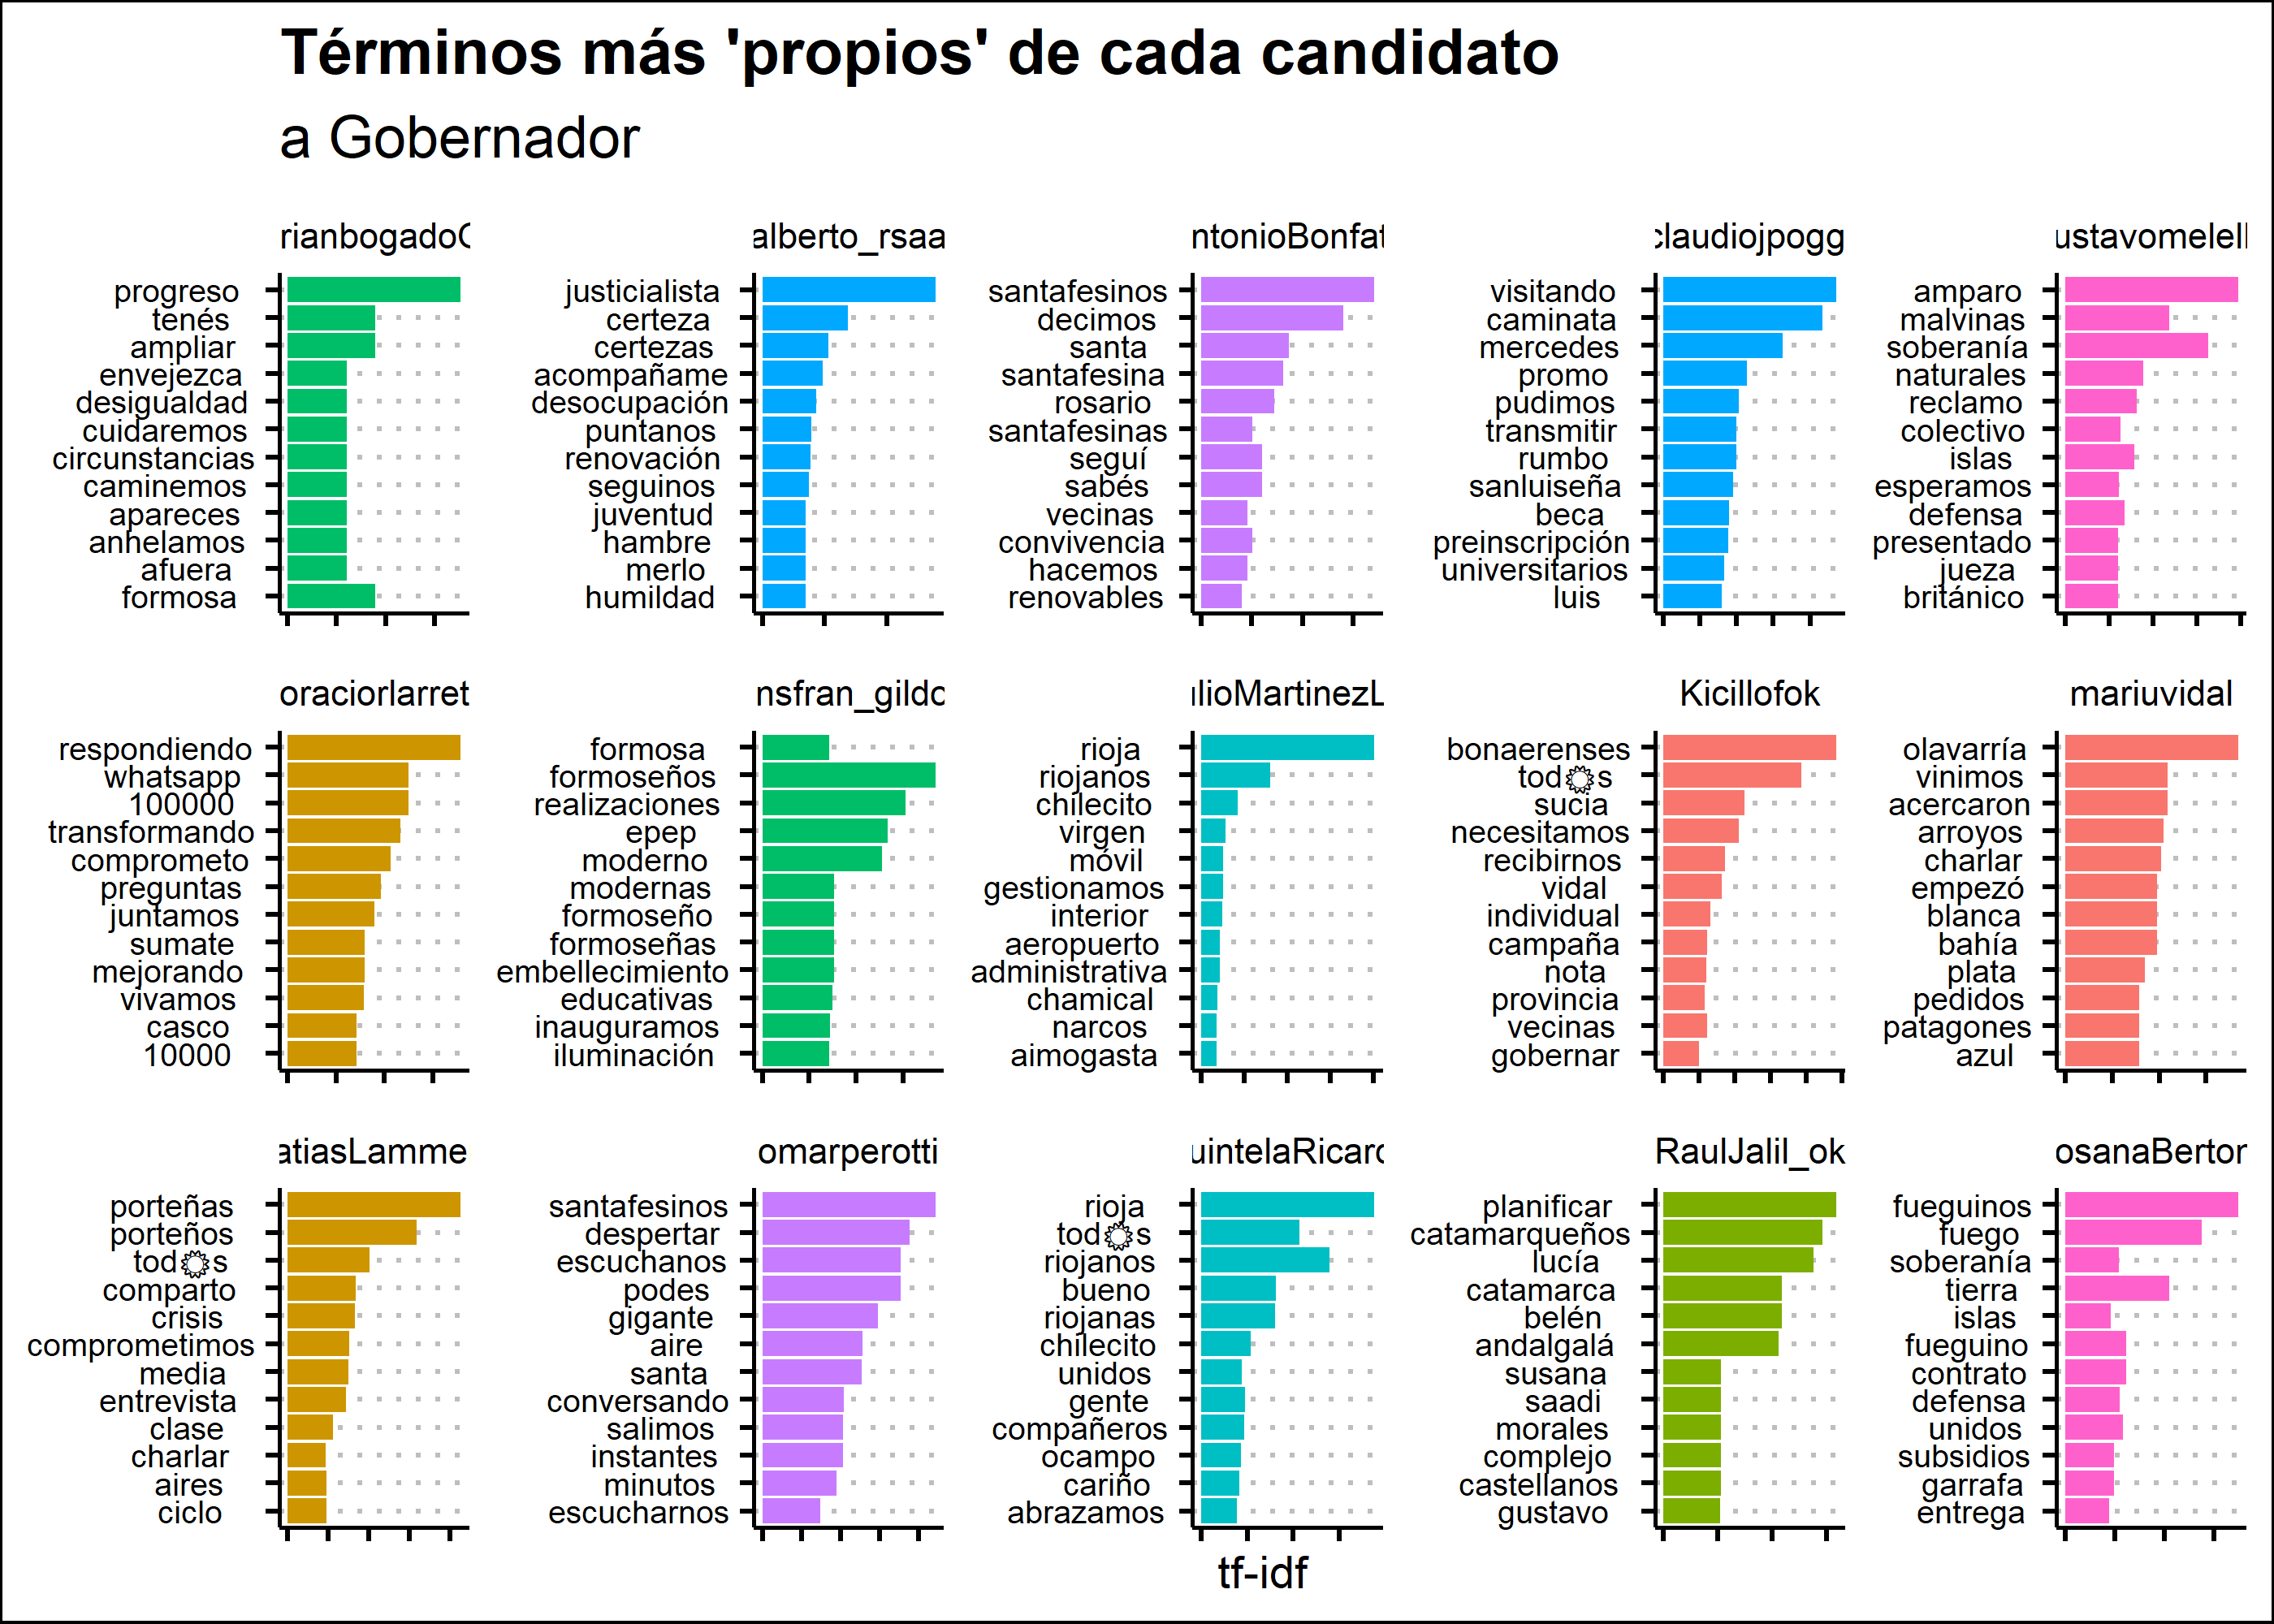 Términos más 'propios' de cada candidato
a Gobernador
rianbogadoC
progreso
tenés
ampliar
envejezca
desigualdad
cuidaremos
circunstancias
caminemos
apareces
anhelamos
afuera
formosa
alberto_rsaa
justicialista
certeza
certezas
acompañame
desocupación
puntanos
renovación
seguinos
juventud
hambre
merlo
humildad
ntonioBonfat
santafesinos
decimos
santa
santafesina
rosario
santafesinas
seguí
sabés
vecinas
convivencia
hacemos
renovables
claudiojpogg
visitando
caminata
mercedes
promo
pudimos
transmitir
rumbo
sanluiseña
beca
preinscripción
universitarios
luis
ustavomelell
amparo
malvinas
soberanía
naturales
reclamo
colectivo
islas
esperamos
defensa
presentado
jueza
británico
oraciorlarret
respondiendo
whatsapp
100000
transformando
comprometo
preguntas
juntamos
sumate
mejorando
vivamos
casco
10000
nsfran_gildo
formosa
formoseños
realizaciones
epep
moderno
modernas
formoseño
formoseñas
embellecimiento
educativas
inauguramos
iluminación
ulioMartinezL
rioja
riojanos
chilecito
virgen
móvil
gestionamos
interior
aeropuerto
administrativa
chamical
narcos
aimogasta
Kicillofok
bonaerenses
tod✹s
sucia
necesitamos
recibirnos
vidal
individual
campaña
nota
provincia
vecinas
gobernar
mariuvidal
olavarría
vinimos
acercaron
arroyos
charlar
empezó
blanca
bahía
plata
pedidos
patagones
azul
atiasLamme
porteñas
porteños
tod✹s
comparto
crisis
comprometimos
media
entrevista
clase
charlar
aires
ciclo
omarperotti
santafesinos
despertar
escuchanos
podes
gigante
aire
santa
conversando
salimos
instantes
minutos
escucharnos
uintelaRicard
rioja
tod✹s
riojanos
bueno
riojanas
chilecito
unidos
gente
compañeros
ocampo
cariño
abrazamos
RaulJalil_ok
planificar
catamarqueños
lucía
catamarca
belén
andalgalá
susana
saadi
morales
complejo
castellanos
gustavo
osanaBerton
fueguinos
fuego
soberanía
tierra
islas
fueguino
contrato
defensa
unidos
subsidios
garrafa
entrega
tf-idf